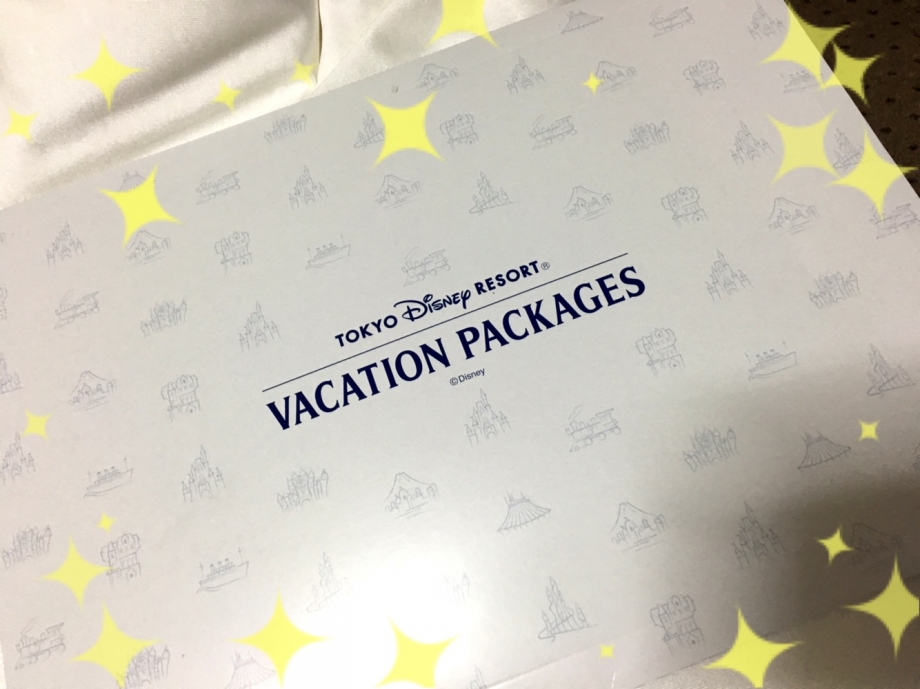 TOKYO Disney RESORT®
VACATION PACKAGES
©Disney